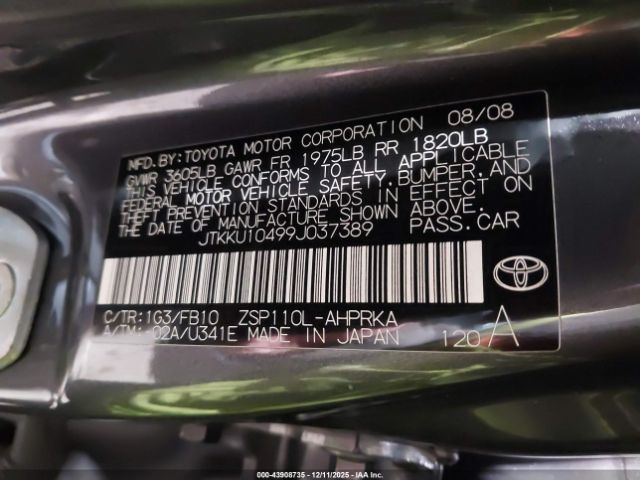 MFD. BY: TOYOTA MOTOR CORPORATION 08/08
GVWR 3605LB GAWR FR 1975LB RR 1820LB
THIS VEHICLE CONFORMS TO ALL APPLICABLE
FEDERAL MOTOR VEHICLE SAFETY, BUMPER, AND
THEFT PREVENTION STANDARDS IN EFFECT ON
THE DATE OF MANUFACTURE SHOWN ABOVE.
JTKKU10499J037389 PASS. CAR
C/TR: 1G3/FB10 ZSP110L-AHPRKA
A/TM: -02A/U341E MADE IN JAPAN 120 A
000-43908735 - 12/11/2025 - IAAI.COM